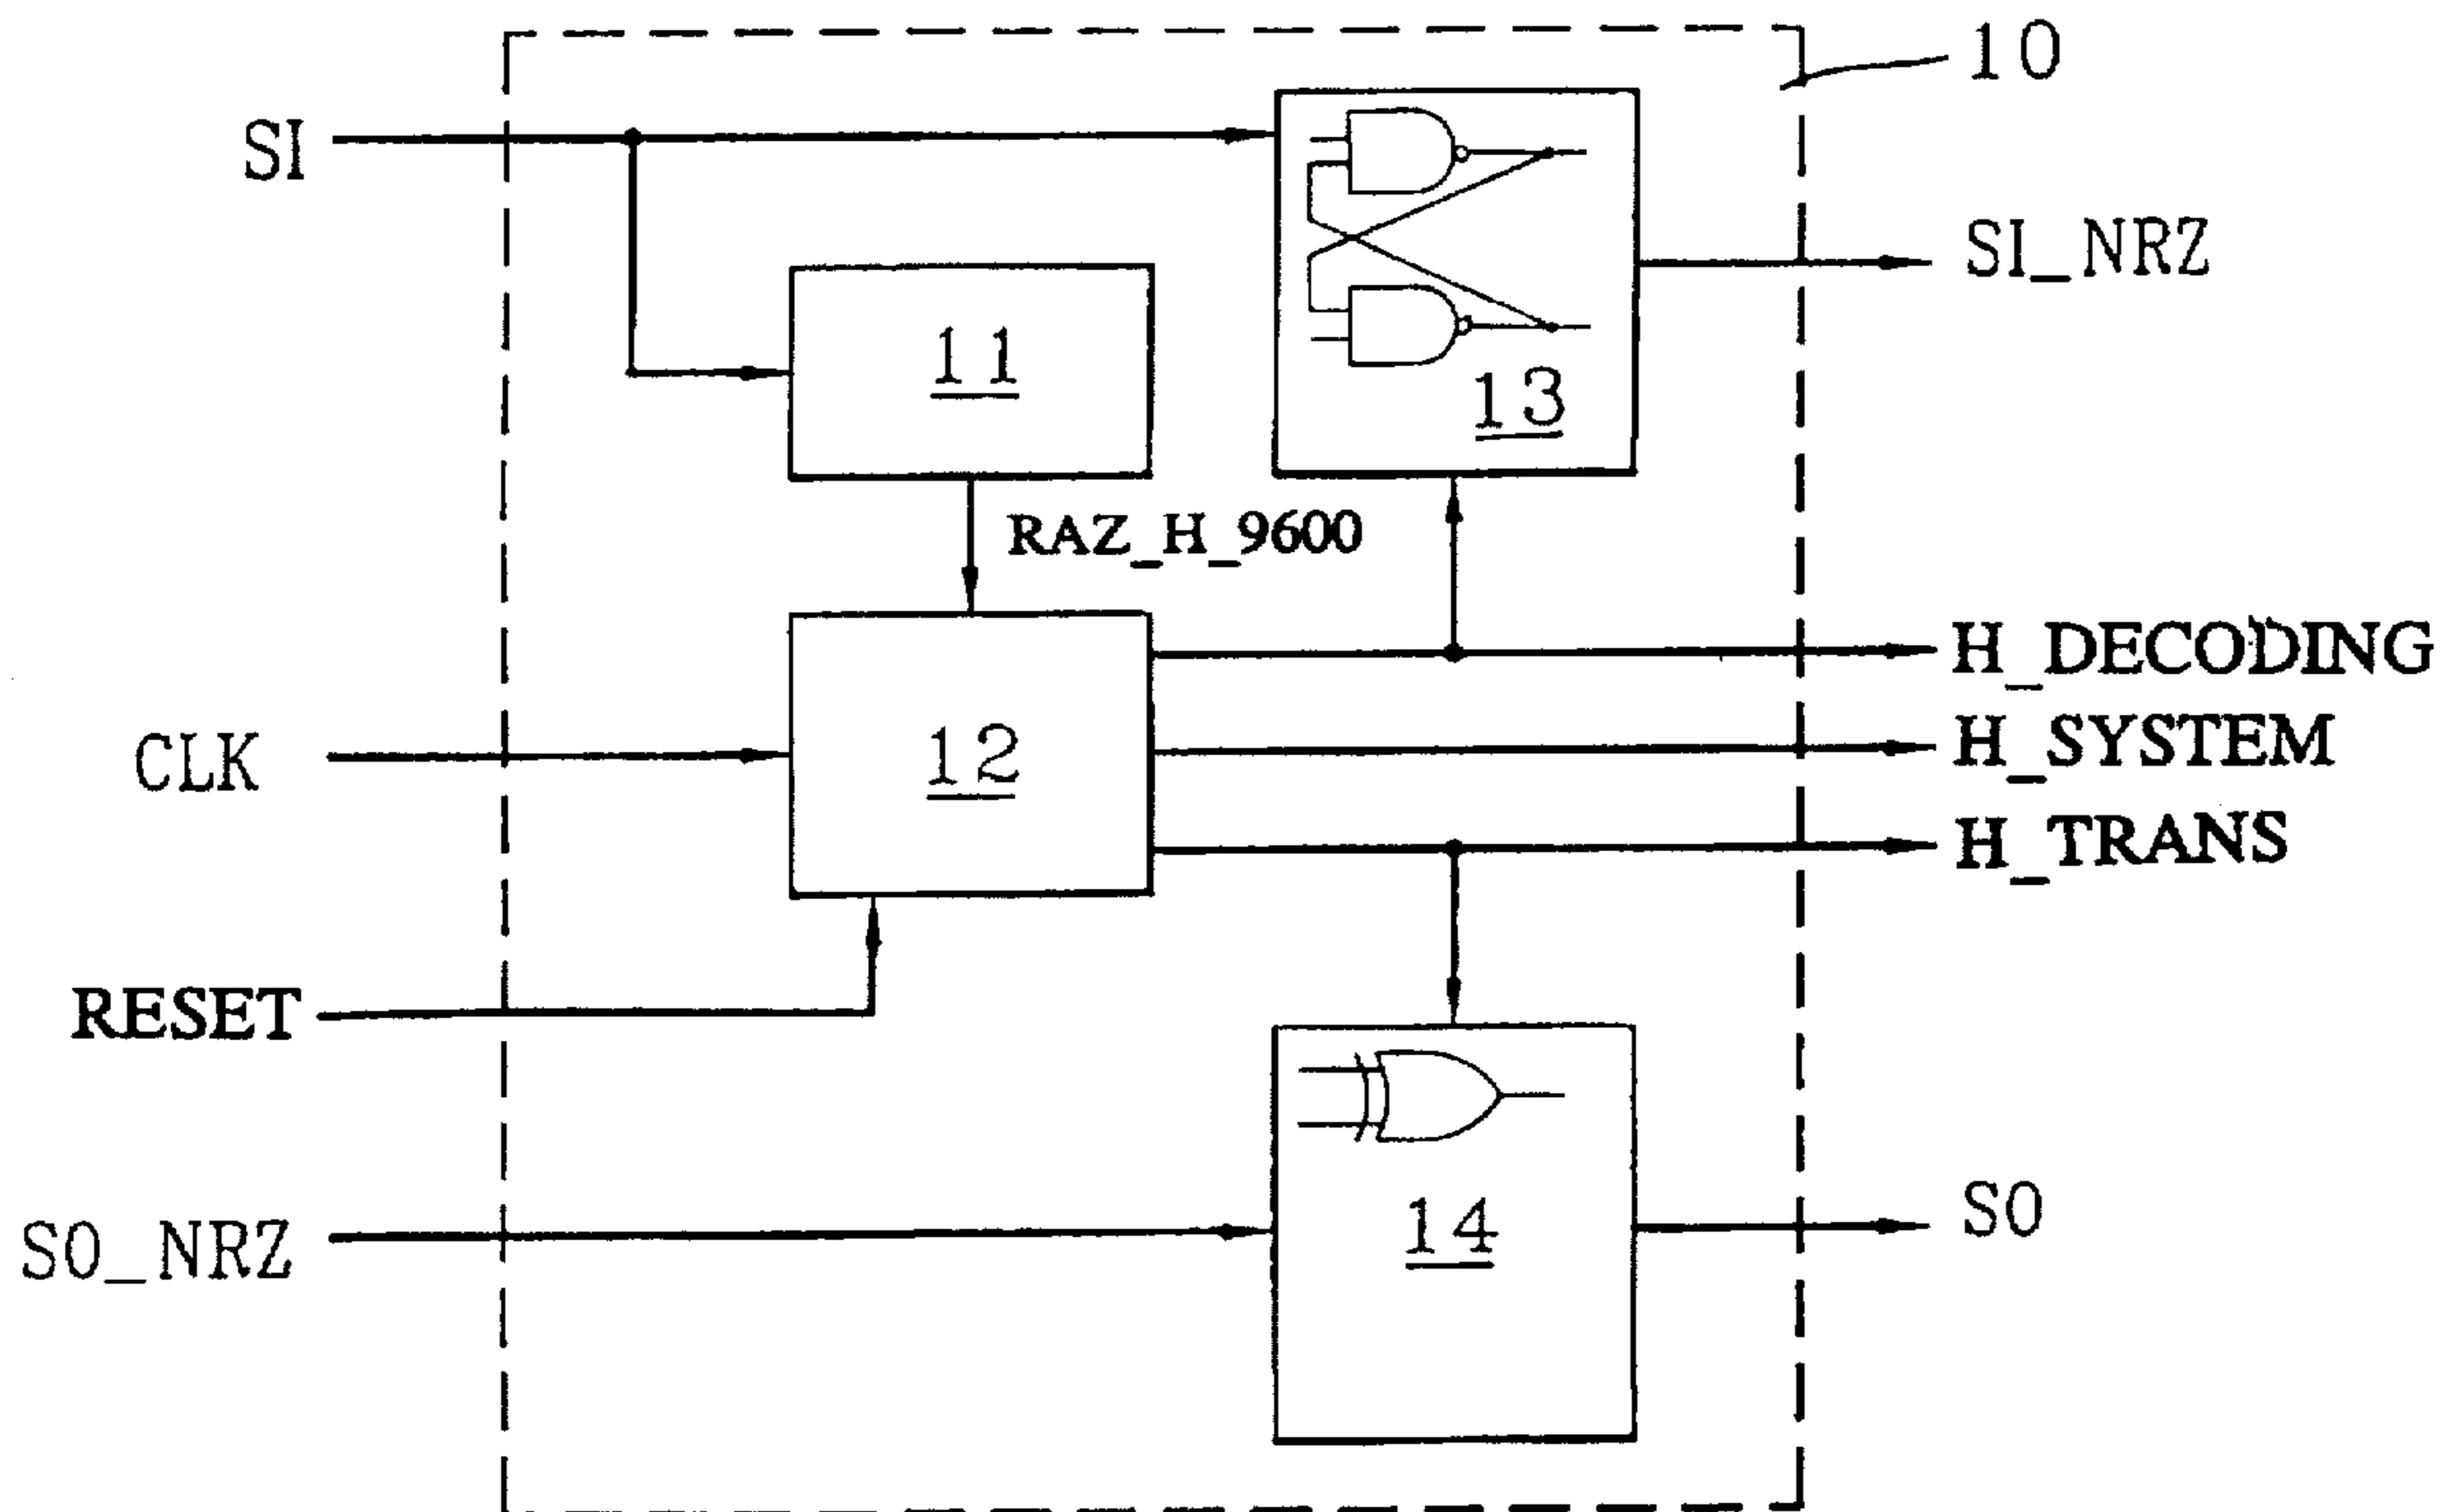 10
SI
SI_NRZ
11
13
RAZ_H_9600
H_DECODING
CLK
12
H_SYSTEM
H_TRANS
RESET
SO_NRZ
14
SO